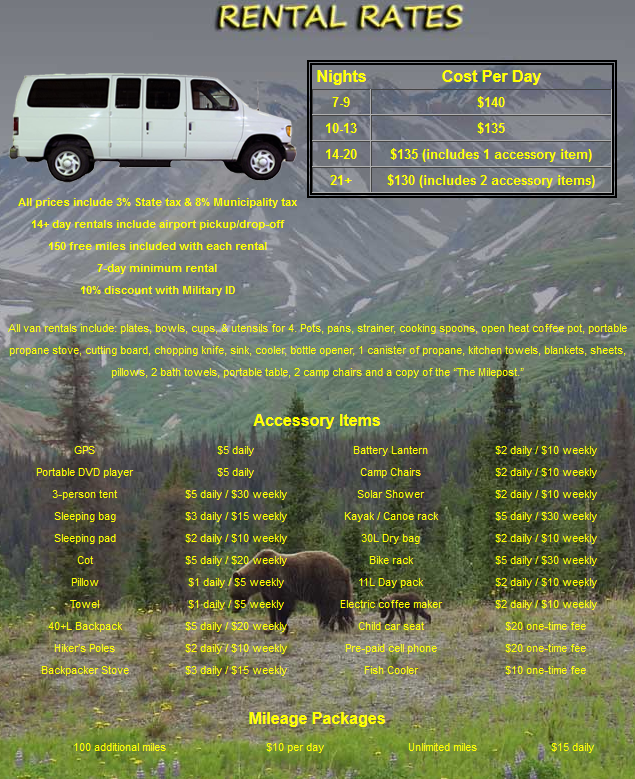 RENTAL RATES
Nights Cost Per Day
7-9 $140
10-13 $135
14-20 $135 (includes 1 accessory item)
21+ $130 (includes 2 accessory items)
All prices include 3% State tax & 8% Municipality tax
14+ day rentals include airport pickup/drop-off
150 free miles included with each rental
7-day minimum rental
10% discount with Military ID
All van rentals include: plates, bowls, cups, & utensils for 4. Pots, pans, strainer, cooking spoons, open heat coffee pot, portable
propane stove, cutting board, chopping knife, sink, cooler, bottle opener, 1 canister of propane, kitchen towels, blankets, sheets,
pillows, 2 bath towels, portable table, 2 camp chairs and a copy of the "The Milepost."
Accessory Items
GPS $5 daily Battery Lantern $2 daily / $10 weekly
Portable DVD player $5 daily Camp Chairs $2 daily / $10 weekly
3-person tent $5 daily / $30 weekly Solar Shower $2 daily / $10 weekly
Sleeping bag $3 daily / $15 weekly Kayak / Canoe rack $5 daily / $30 weekly
Sleeping pad $2 daily / $10 weekly 30L Dry bag $2 daily / $10 weekly
Cot $5 daily / $20 weekly Bike rack $5 daily / $30 weekly
Pillow $1 daily / $5 weekly 11L Day pack $2 daily / $10 weekly
Towel $1 daily / $5 weekly Electric coffee maker $2 daily / $10 weekly
40+L Backpack $5 daily / $20 weekly Child car seat $20 one-time fee
Hiker's Poles $2 daily / $10 weekly Pre-paid cell phone $20 one-time fee
Backpacker Stove $3 daily / $15 weekly Fish Cooler $10 one-time fee
Mileage Packages
100 additional miles $10 per day Unlimited miles $15 daily